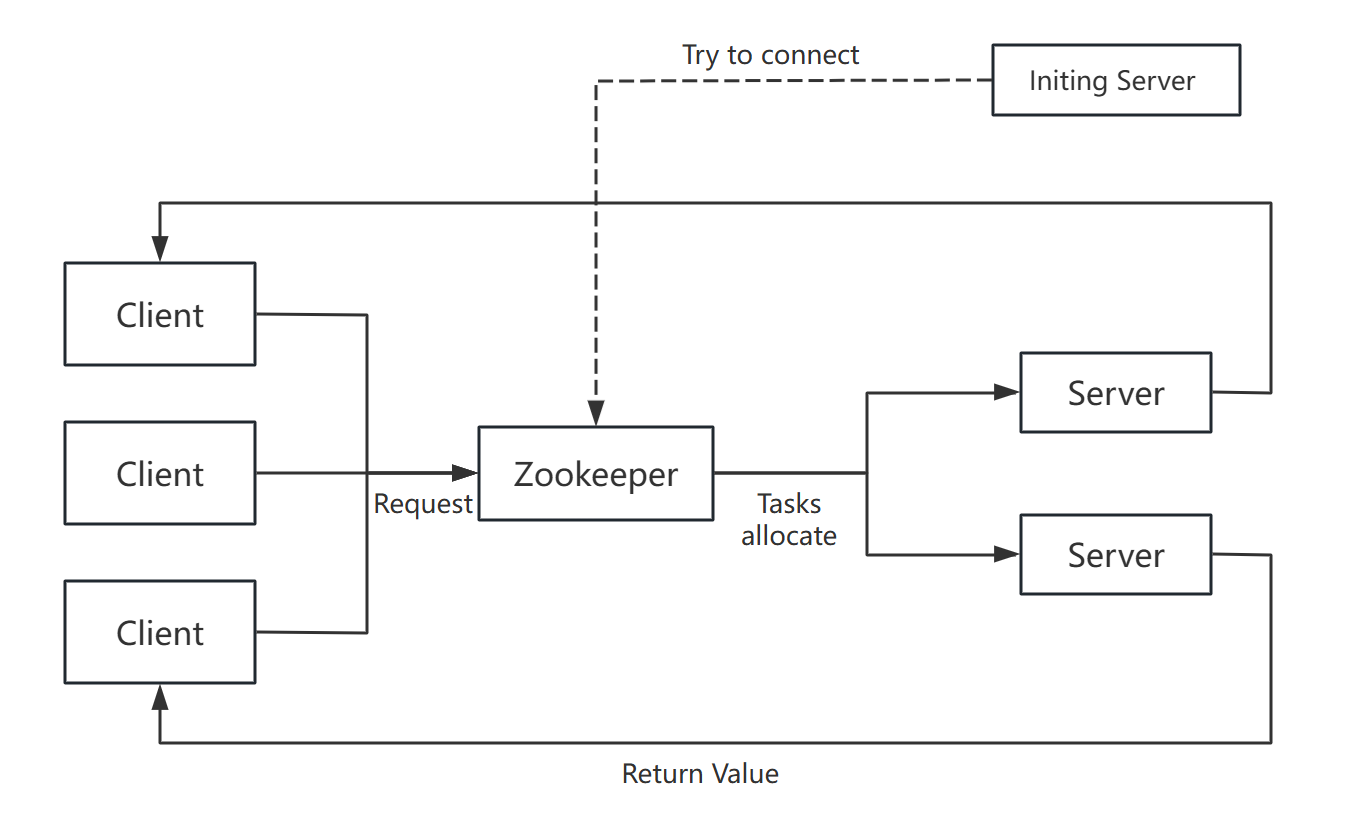 Try to connect
Initing Server
Client
Client
Client
Request
Zookeeper
Tasks
allocate
Server
Server
Return Value